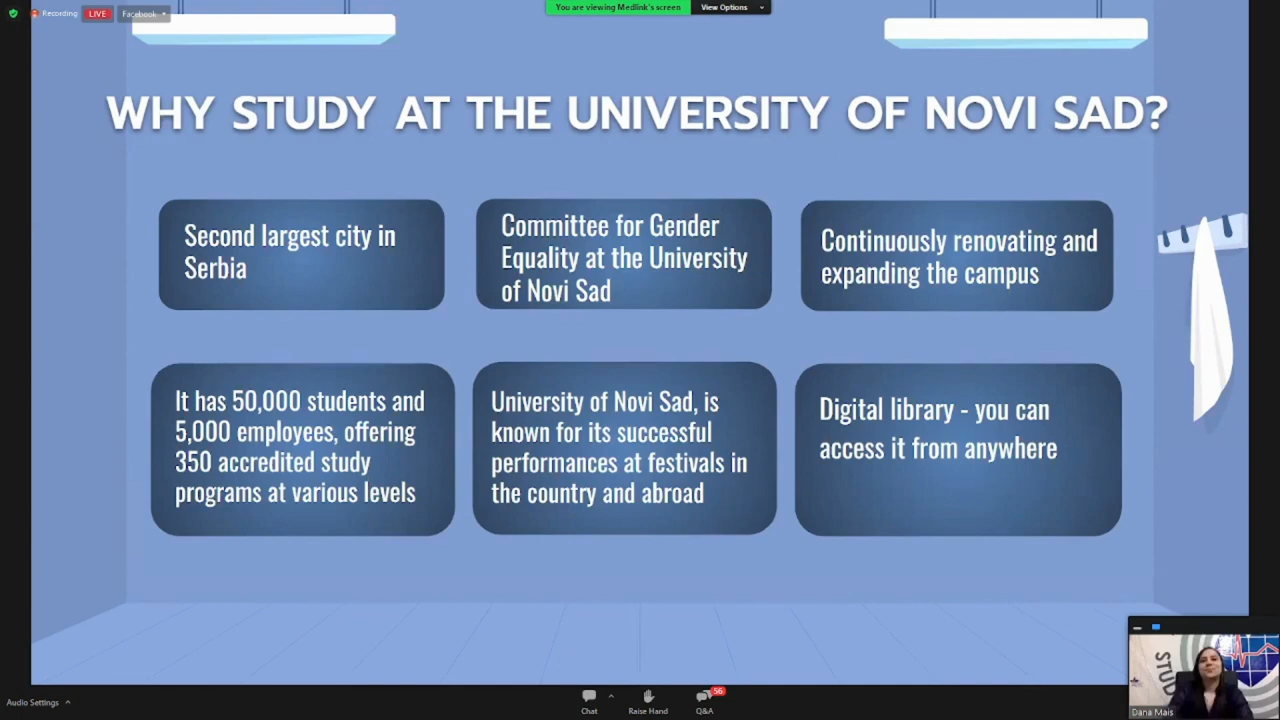 Recording LIVE Facebook
You are viewing Medlink's screen View Options
WHY STUDY AT THE UNIVERSITY OF NOVI SAD?
Second largest city in
Serbia
Committee for Gender
Equality at the University
of Novi Sad
Continuously renovating and
expanding the campus
It has 50,000 students and
5,000 employees, offering
350 accredited study
programs at various levels
University of Novi Sad, is
known for its successful
performances at festivals in
the country and abroad
Digital library - you can
access it from anywhere
STUD
Dana Mais
Audio Settings
Chat
Raise Hand
56
Q&A